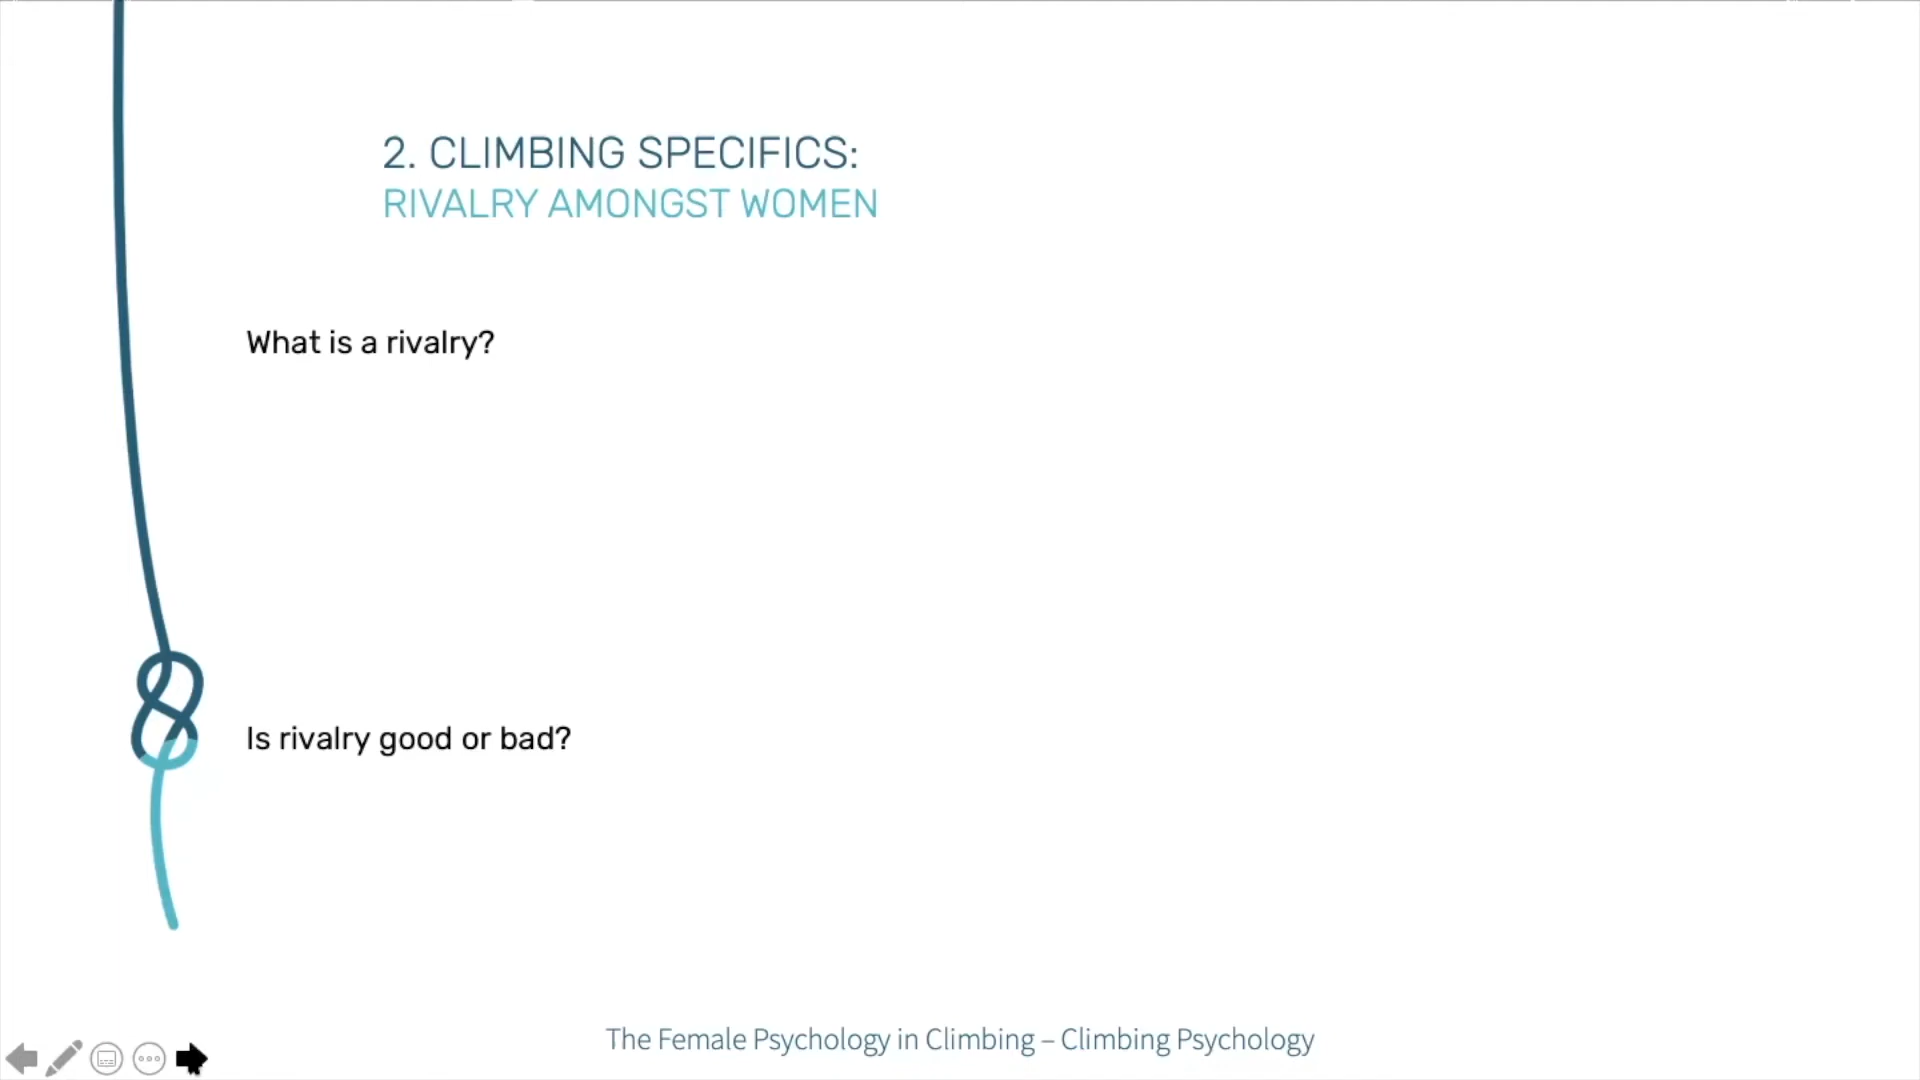 2. CLIMBING SPECIFICS:
RIVALRY AMONGST WOMEN
What is a rivalry?
Is rivalry good or bad?
The Female Psychology in Climbing – Climbing Psychology